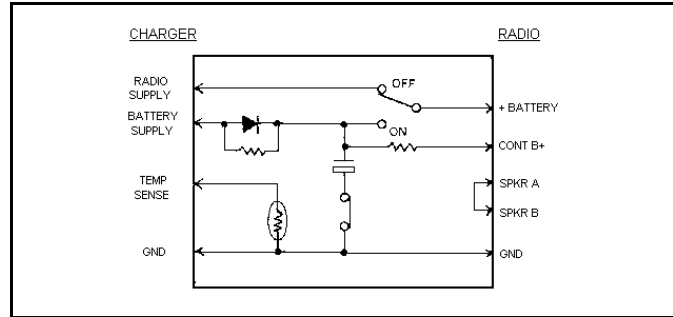 CHARGER
RADIO
RADIO
SUPPLY
OFF
+ BATTERY
BATTERY
SUPPLY
ON
CONT B+
TEMP
SENSE
SPKR A
SPKR B
GND
GND